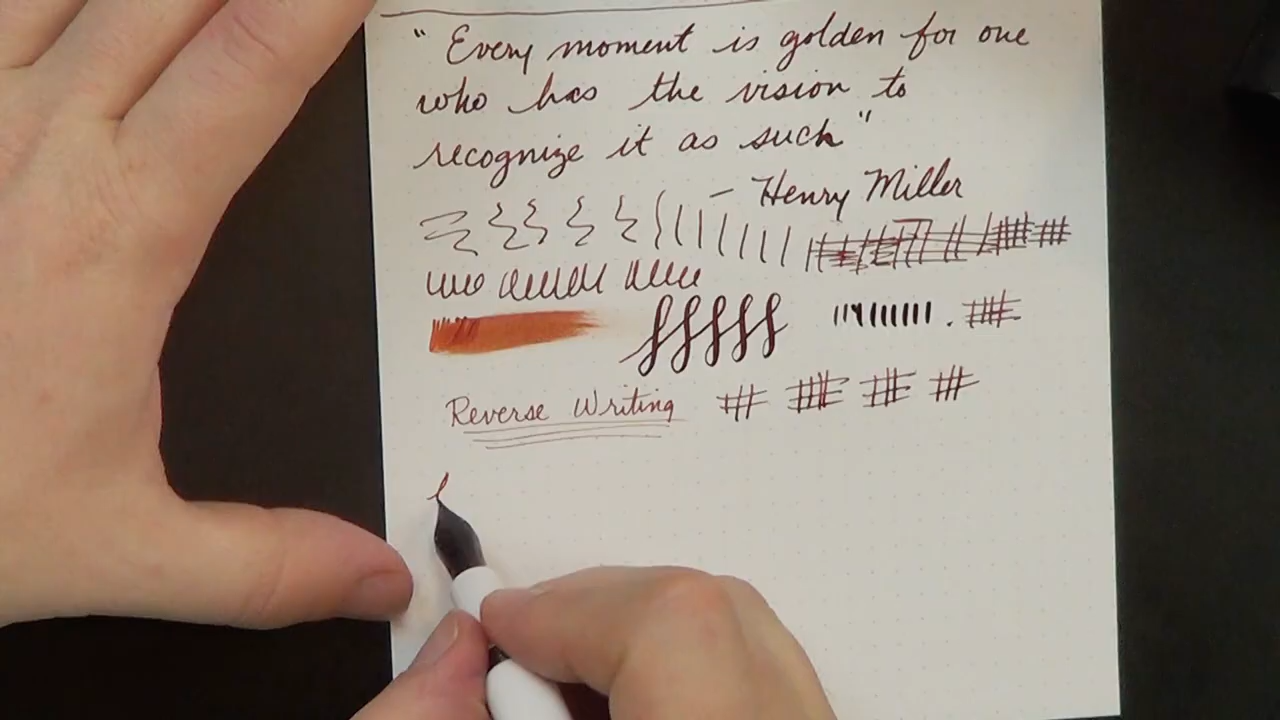 "Every moment is golden for one
who has the vision to
recognize it as such"
- Henry Miller
Reverse Writing